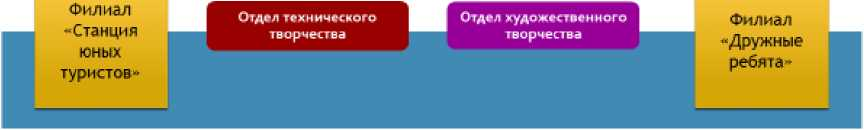 Филиал
«Станция
юных
туристов»
Отдел технического
творчества
Отдел художественного
творчества
Филиал
«Дружные
ребята»